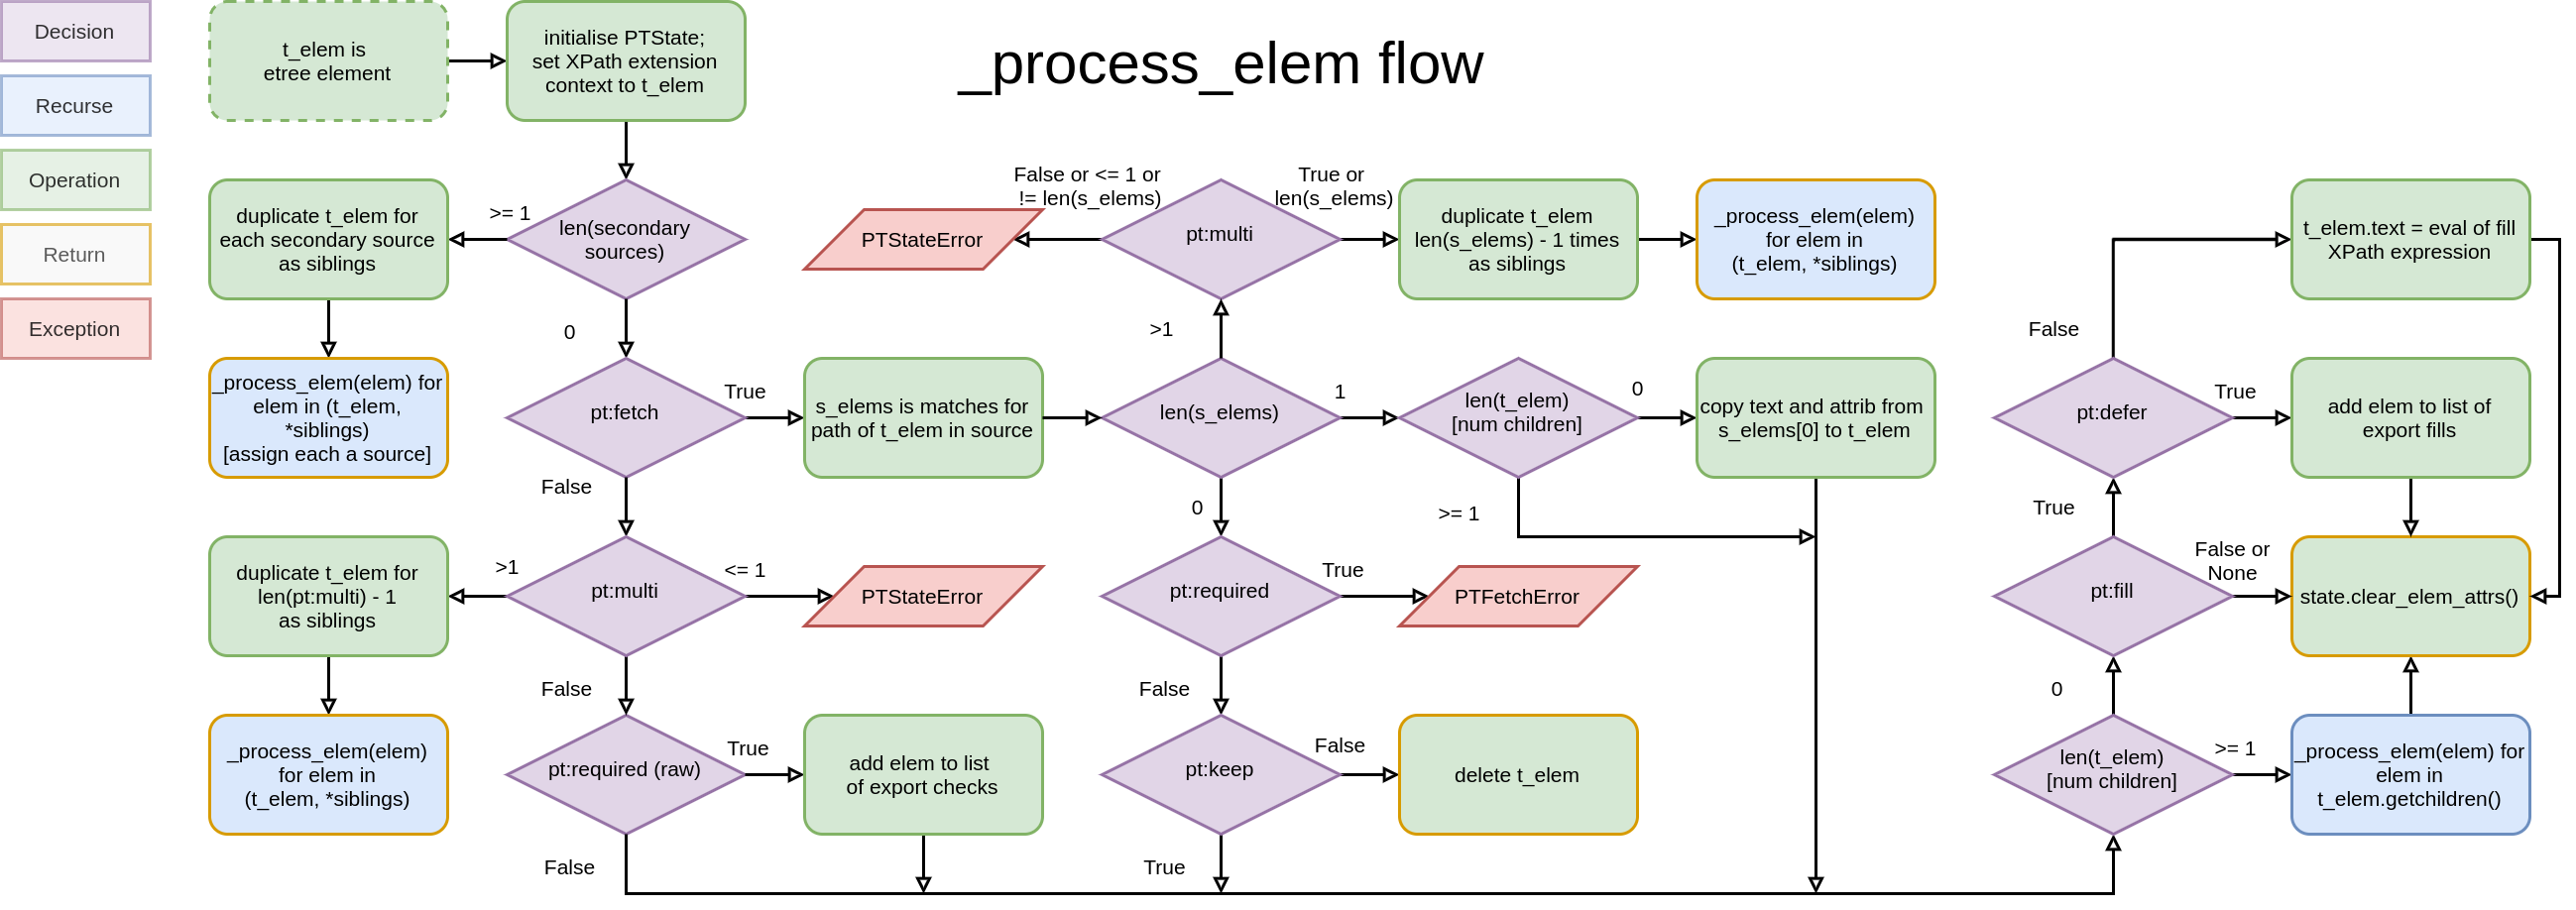 _process_elem flow
Decision
Recurse
Operation
Return
Exception
t_elem is
etree element
initialise PTState;
set XPath extension
context to t_elem
duplicate t_elem for
each secondary source
as siblings
>= 1
len(secondary
sources)
0
_process_elem(elem) for
elem in (t_elem,
*siblings)
[assign each a source]
pt:fetch
True
False
s_elems is matches for
path of t_elem in source
duplicate t_elem for
len(pt:multi) - 1
as siblings
>1
pt:multi
<= 1
PTStateError
False
_process_elem(elem)
for elem in
(t_elem, *siblings)
pt:required (raw)
True
add elem to list
of export checks
False
False or <= 1 or
!= len(s_elems)
PTStateError
pt:multi
True or
len(s_elems)
duplicate t_elem
len(s_elems) - 1 times
as siblings
_process_elem(elem)
for elem in
(t_elem, *siblings)
>1
len(s_elems)
1
0
len(t_elem)
[num children]
0
>= 1
copy text and attrib from
s_elems[0] to t_elem
pt:required
True
PTFetchError
False
pt:keep
False
delete t_elem
True
t_elem.text = eval of fill
XPath expression
False
pt:defer
True
add elem to list of
export fills
True
pt:fill
False or
None
state.clear_elem_attrs()
0
len(t_elem)
[num children]
>= 1
_process_elem(elem) for
elem in
t_elem.getchildren()